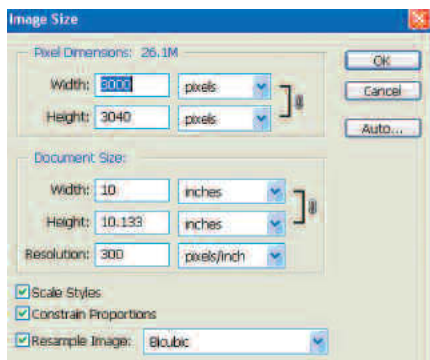 Image Size
Pixel Dimensions: 26.1M
Width: 3000 pixels
Height: 3040 pixels
OK
Cancel
Auto...
Document Size:
Width: 10 inches
Height: 10.133 inches
Resolution: 300 pixels/inch
Scale Styles
Constrain Proportions
Resample Image: Bicubic